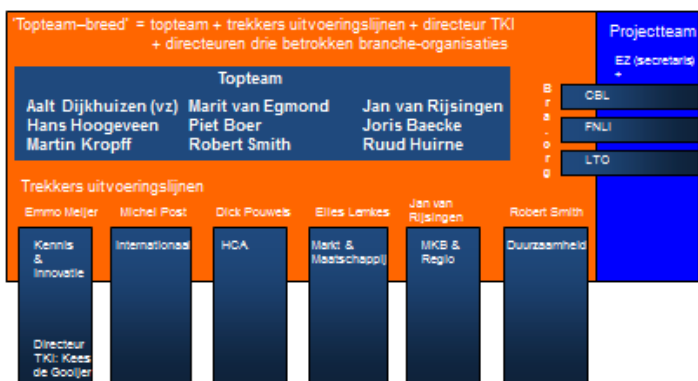 'Topteam–breed' = topteam + trekkers uitvoeringslijnen + directeur TKI
+ directeuren drie betrokken branche-organisaties
Topteam
Aalt Dijkhuizen (vz) Marit van Egmond Jan van Rijsingen
Hans Hoogeveen Piet Boer Joris Baecke
Martin Kropff Robert Smith Ruud Huirne
Bra.org
Projectteam
EZ (secretaris)
+
CBL
FNLI
LTO
Trekkers uitvoeringslijnen
Emmo Meijer
Michel Post
Dick Pouwels
Elies Lemkes
Jan van
Rijsingen
Robert Smith
Kennis
&
Innovatie
Internationaal
HCA
Markt &
Maatschappij
MKB &
Regio
Duurzaamheid
Directeur
TKI: Kees
de Gooijer